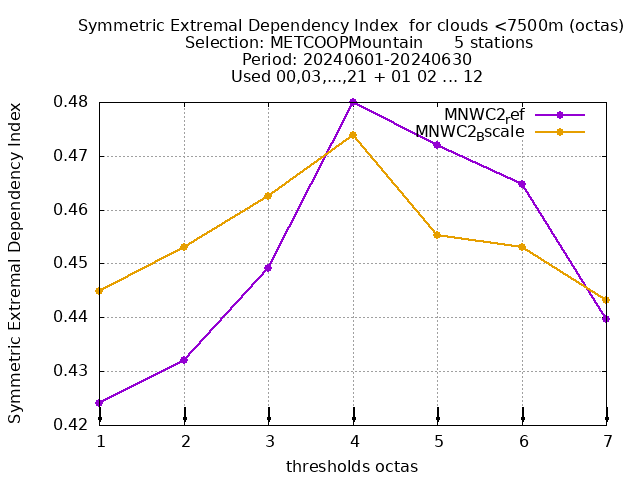 Symmetric Extremal Dependency Index  for clouds <7500m (octas)
Selection: METCOOPMountain      5 stations
Period: 20240601-20240630
Used 00,03,...,21 + 01 02 ... 12
Symmetric Extremal Dependency Index
0.48
0.47
0.46
0.45
0.44
0.43
0.42
MNWC2ref
MNWC2Bscale
1 2 3 4 5 6 7
thresholds octas